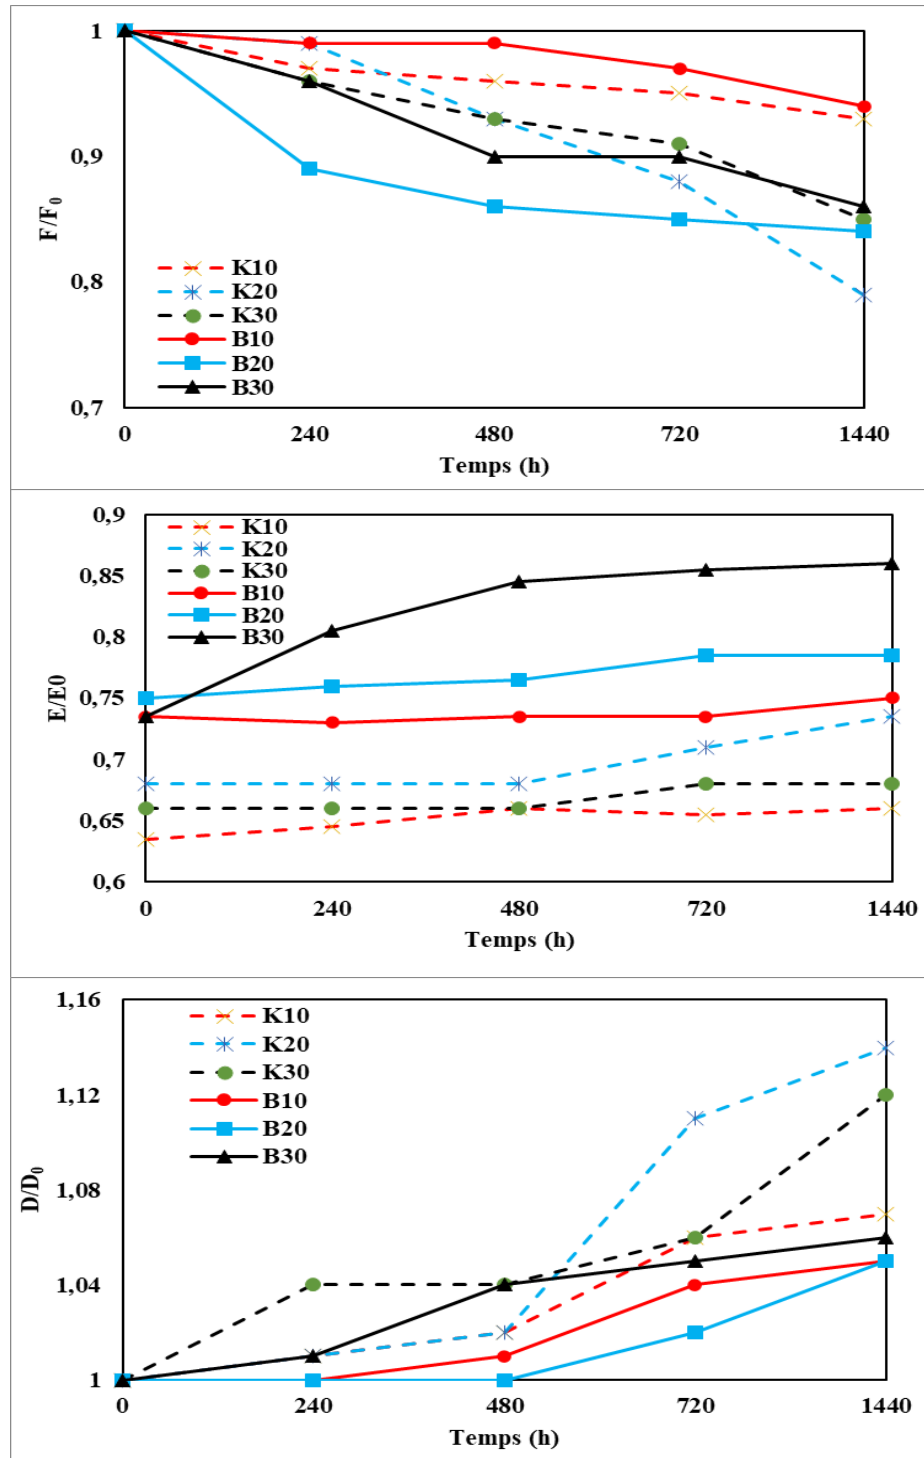 1
0,9
0,8
0,7
F/F₀
K10
K20
K30
B10
B20
B30
0 240 480 720 1440
Temps (h)
0,9
0,85
0,8
0,75
0,7
0,65
0,6
E/E0
K10
K20
K30
B10
B20
B30
0 240 480 720 1440
Temps (h)
1,16
1,12
1,08
1,04
1
D/D₀
K10
K20
K30
B10
B20
B30
0 240 480 720 1440
Temps (h)